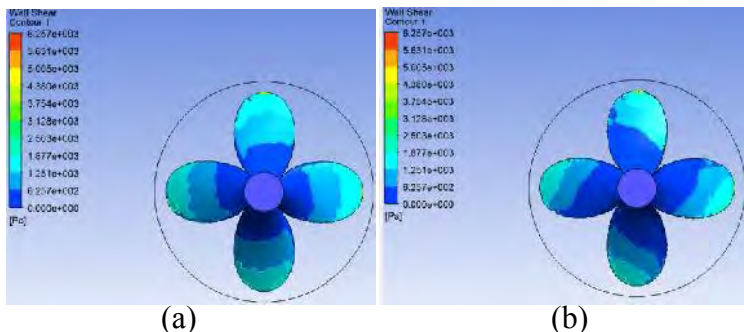 Wall Shear
Contour 1
6.257e+003
5.631e+003
5.005e+003
4.380e+003
3.754e+003
3.128e+003
2.503e+003
1.877e+003
1.251e+003
6.257e+002
0.000e+000
[Pa]
(a)
Wall Shear
Contour 1
6.257e+003
5.631e+003
5.005e+003
4.380e+003
3.754e+003
3.128e+003
2.503e+003
1.877e+003
1.251e+003
6.257e+002
0.000e+000
[Pa]
(b)